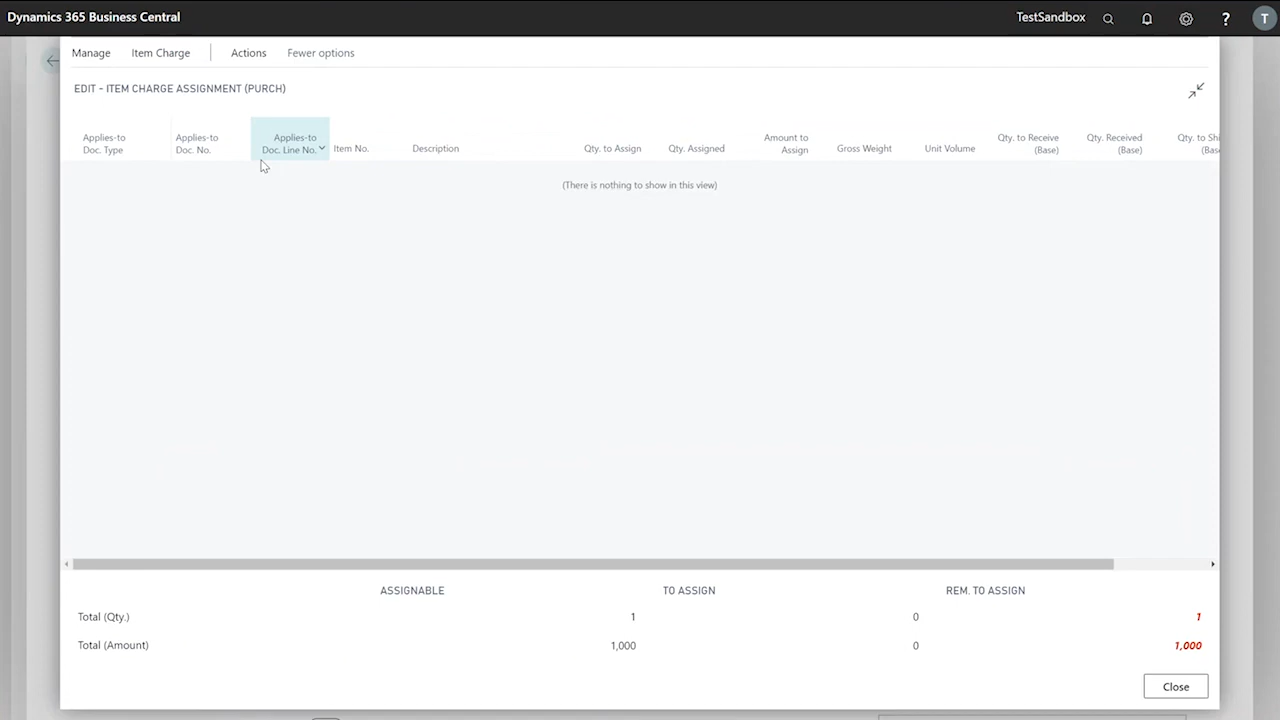 Dynamics 365 Business Central
TestSandbox
?
T
Manage
Item Charge
Actions
Fewer options
EDIT - ITEM CHARGE ASSIGNMENT (PURCH)
Applies-to
Doc. Type
Applies-to
Doc. No.
Applies-to
Doc. Line No.
Item No.
Description
Qty. to Assign
Qty. Assigned
Amount to
Assign
Gross Weight
Unit Volume
Qty. to Receive
(Base)
Qty. Received
(Base)
Qty. to Shi
(Base
(There is nothing to show in this view)
ASSIGNABLE
TO ASSIGN
REM. TO ASSIGN
Total (Qty.)
1
0
1
Total (Amount)
1,000
0
1,000
Close